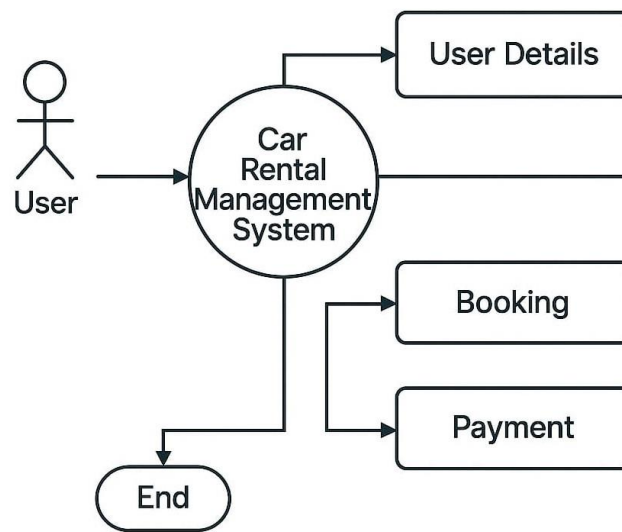 User Details
Car
Rental
Management
System
User
Booking
Payment
End